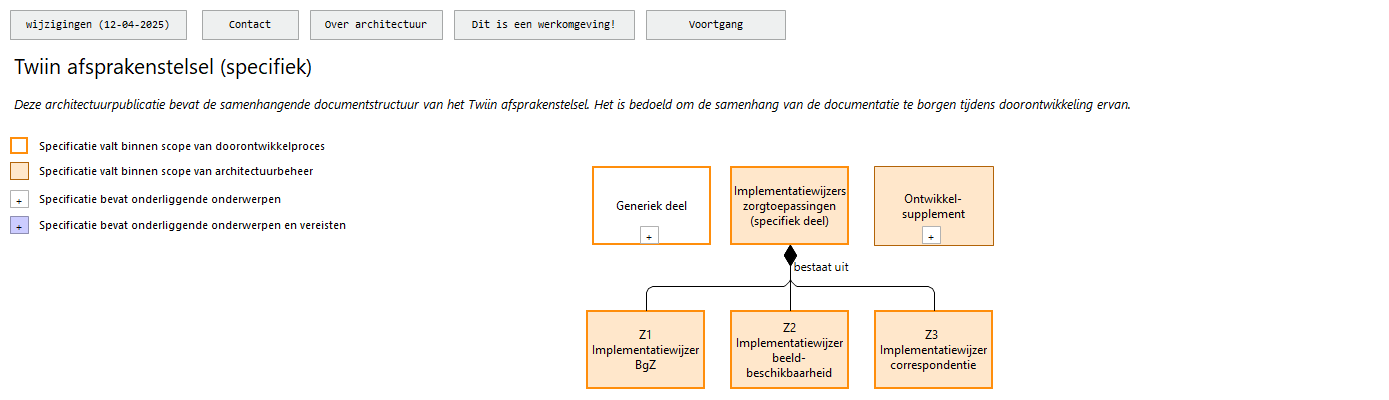 wijzigingen (12-04-2025)
Contact
Over architectuur
Dit is een werkomgeving!
Voortgang
Twiin afsprakenstelsel (specifiek)
Deze architectuurpublicatie bevat de samenhangende documentstructuur van het Twiin afsprakenstelsel. Het is bedoeld om de samenhang van de documentatie te borgen tijdens doorontwikkeling ervan.
Specificatie valt binnen scope van doorontwikkelproces
Specificatie valt binnen scope van architectuurbeheer
+ Specificatie bevat onderliggende onderwerpen
+ Specificatie bevat onderliggende onderwerpen en vereisten
Generiek deel
+
Implementatiewijzers
zorgtoepassingen
(specifiek deel)
Ontwikkel-
supplement
+
bestaat uit
Z1
Implementatiewijzer
BgZ
Z2
Implementatiewijzer
beeld-
beschikbaarheid
Z3
Implementatiewijzer
correspondentie